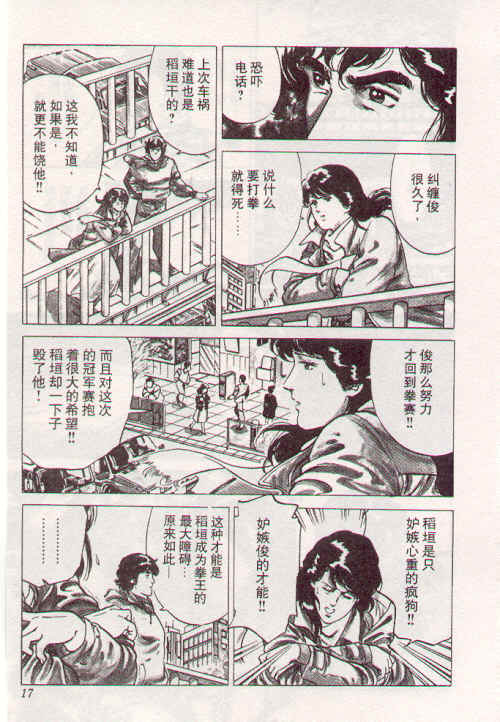 恐吓
电话？
纠缠俊
很久了，
说什么
要打拳
就得死……
上次车祸
难道也是
稻垣干的？
这我不知道，
如果是，
就更不能饶他!!
俊那么努力
才回到拳赛!!
而且对这次
的冠军赛抱
着很大的希望!!
稻垣却一下子
毁了他！
稻垣是只
妒嫉心重的疯狗!!
妒嫉俊的才能!!
这种才能是
稻垣成为拳王的
最大障碍…
原来如此—
…………
…………
17